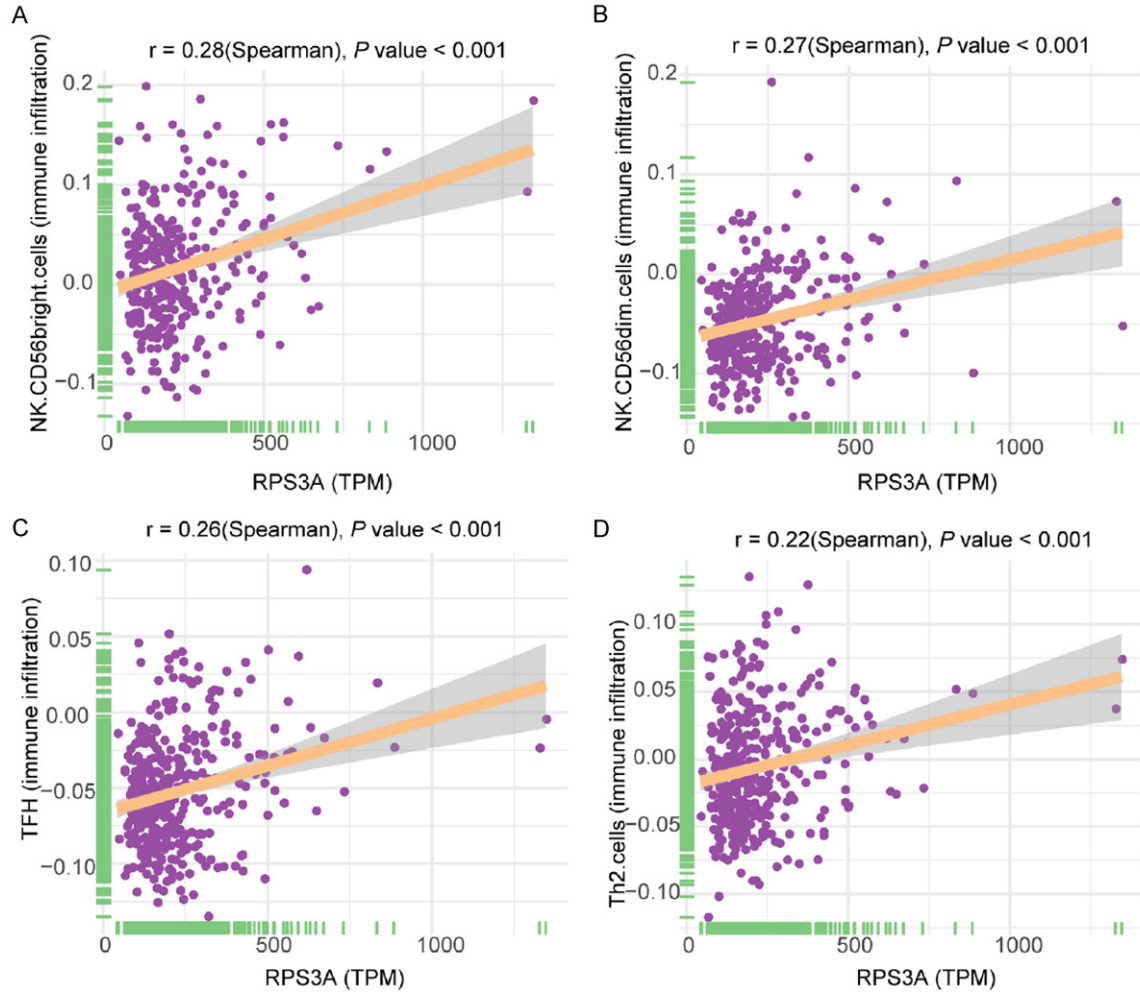 A
r = 0.28(Spearman), P value < 0.001
NK.CD56bright.cells (immune infiltration)
0.2
0.1
0.0
−0.1
500
1000
RPS3A (TPM)
B
r = 0.27(Spearman), P value < 0.001
NK.CD56dim.cells (immune infiltration)
0.2
0.1
0.0
−0.1
0
500
1000
RPS3A (TPM)
C
r = 0.26(Spearman), P value < 0.001
TFH (immune infiltration)
0.10
0.05
0.00
−0.05
−0.10
0
500
1000
RPS3A (TPM)
D
r = 0.22(Spearman), P value < 0.001
Th2.cells (immune infiltration)
0.10
0.05
0.00
−0.05
−0.10
0
500
1000
RPS3A (TPM)